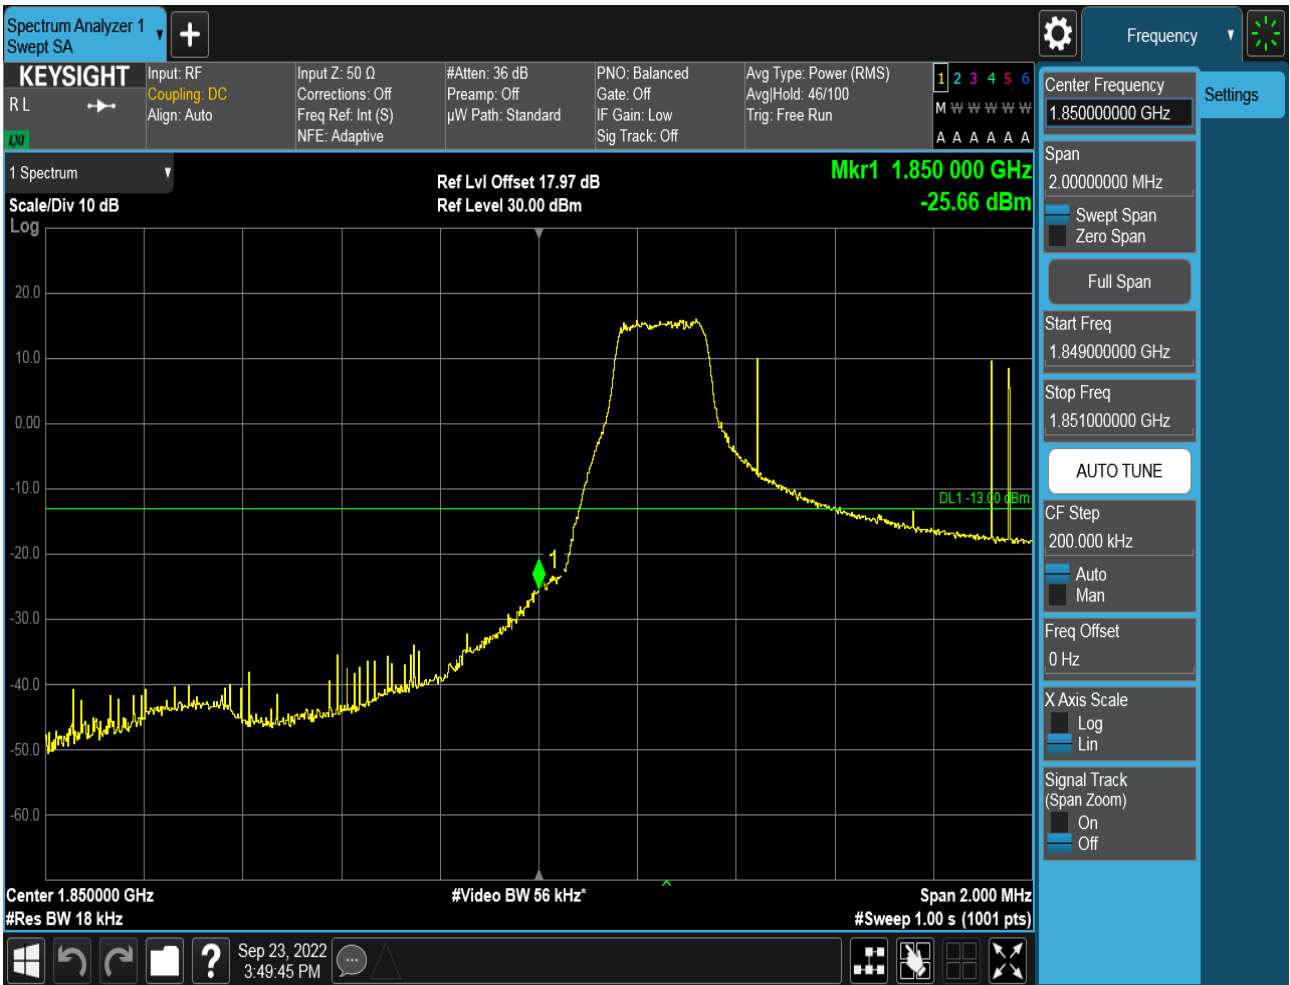 Spectrum Analyzer 1
Swept SA
+
Frequency
KEYSIGHT
R L
LXI
Input: RF
Coupling: DC
Align: Auto
Input Z: 50 Ω
Corrections: Off
Freq Ref: Int (S)
NFE: Adaptive
#Atten: 36 dB
Preamp: Off
µW Path: Standard
PNO: Balanced
Gate: Off
IF Gain: Low
Sig Track: Off
Avg Type: Power (RMS)
Avg|Hold: 46/100
Trig: Free Run
1 2 3 4 5 6
M W W W W W
A A A A A A
1 Spectrum
Scale/Div 10 dB
Log
Ref Lvl Offset 17.97 dB
Ref Level 30.00 dBm
Mkr1 1.850 000 GHz
-25.66 dBm
20.0
10.0
0.00
-10.0
-20.0
-30.0
-40.0
-50.0
-60.0
DL1 -13.00 dBm
1
Center 1.850000 GHz
#Video BW 56 kHz*
Span 2.000 MHz
#Res BW 18 kHz
#Sweep 1.00 s (1001 pts)
Center Frequency
1.850000000 GHz
Settings
Span
2.00000000 MHz
Swept Span
Zero Span
Full Span
Start Freq
1.849000000 GHz
Stop Freq
1.851000000 GHz
AUTO TUNE
CF Step
200.000 kHz
Auto
Man
Freq Offset
0 Hz
X Axis Scale
Log
Lin
Signal Track
(Span Zoom)
On
Off
?
Sep 23, 2022
3:49:45 PM